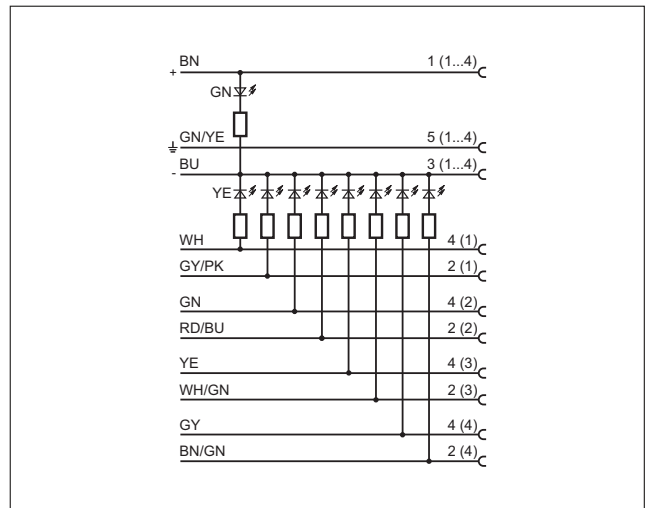 BN 1 (1...4)
+
GN
GN/YE 5 (1...4)
BU 3 (1...4)
-
YE
WH 4 (1)
GY/PK 2 (1)
GN 4 (2)
RD/BU 2 (2)
YE 4 (3)
WH/GN 2 (3)
GY 4 (4)
BN/GN 2 (4)